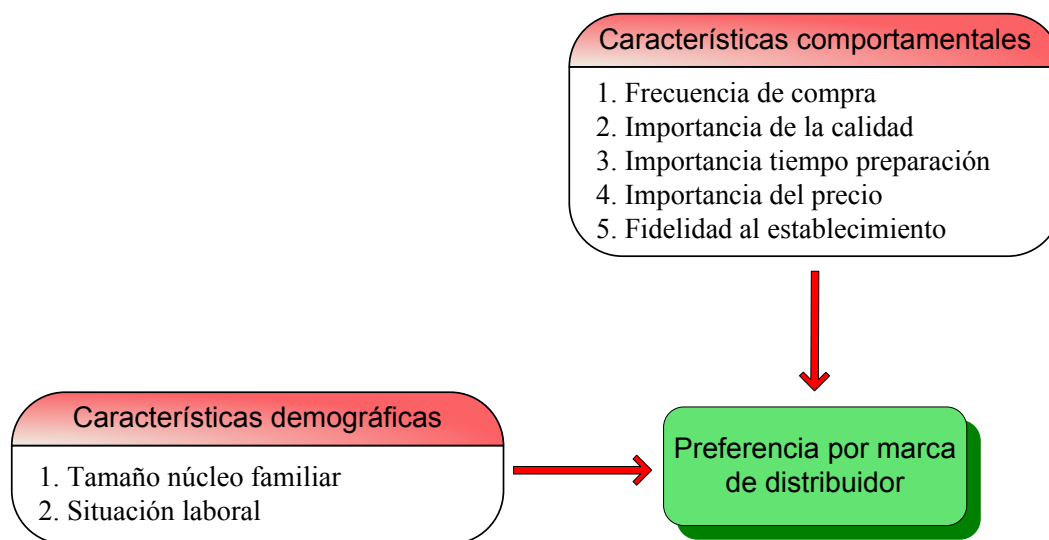 Características comportamentales
1. Frecuencia de compra
2. Importancia de la calidad
3. Importancia tiempo preparación
4. Importancia del precio
5. Fidelidad al establecimiento
Características demográficas
1. Tamaño núcleo familiar
2. Situación laboral
Preferencia por marca
de distribuidor